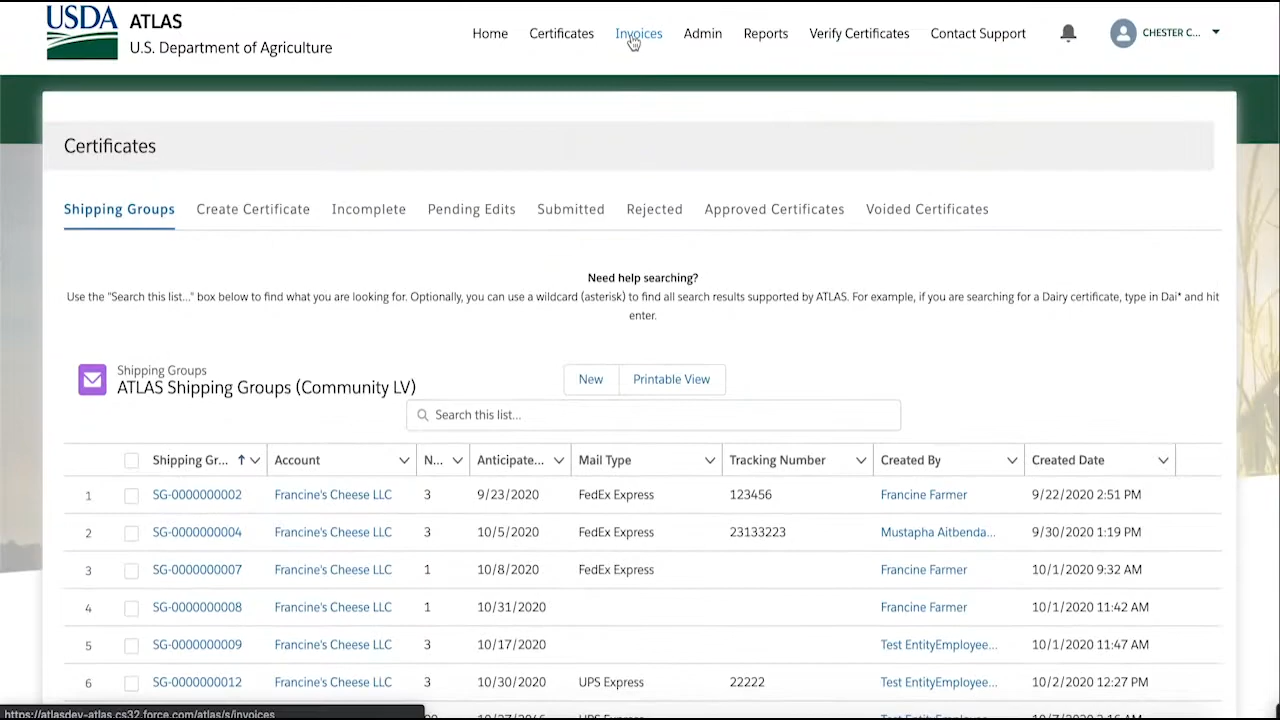 USDA
ATLAS
U.S. Department of Agriculture
Home Certificates Invoices Admin Reports Verify Certificates Contact Support CHESTER C...
Certificates
Shipping Groups Create Certificate Incomplete Pending Edits Submitted Rejected Approved Certificates Voided Certificates
Need help searching?
Use the "Search this list..." box below to find what you are looking for. Optionally, you can use a wildcard (asterisk) to find all search results supported by ATLAS. For example, if you are searching for a Dairy certificate, type in Dai* and hit
enter.
Shipping Groups
ATLAS Shipping Groups (Community LV)
New Printable View
Search this list...
Shipping Gr... Account N... Anticipate... Mail Type Tracking Number Created By Created Date
1 SG-0000000002 Francine's Cheese LLC 3 9/23/2020 FedEx Express 123456 Francine Farmer 9/22/2020 2:51 PM
2 SG-0000000004 Francine's Cheese LLC 3 10/5/2020 FedEx Express 23133223 Mustapha Aitbenda... 9/30/2020 1:19 PM
3 SG-0000000007 Francine's Cheese LLC 1 10/8/2020 FedEx Express Francine Farmer 10/1/2020 9:32 AM
4 SG-0000000008 Francine's Cheese LLC 1 10/31/2020 Francine Farmer 10/1/2020 11:42 AM
5 SG-0000000009 Francine's Cheese LLC 3 10/17/2020 Test EntityEmployee... 10/1/2020 11:47 AM
6 SG-0000000012 Francine's Cheese LLC 3 10/30/2020 UPS Express 22222 Test EntityEmployee... 10/2/2020 12:27 PM
https://atlasdev-atlas.cs32.force.com/atlas/s/invoices